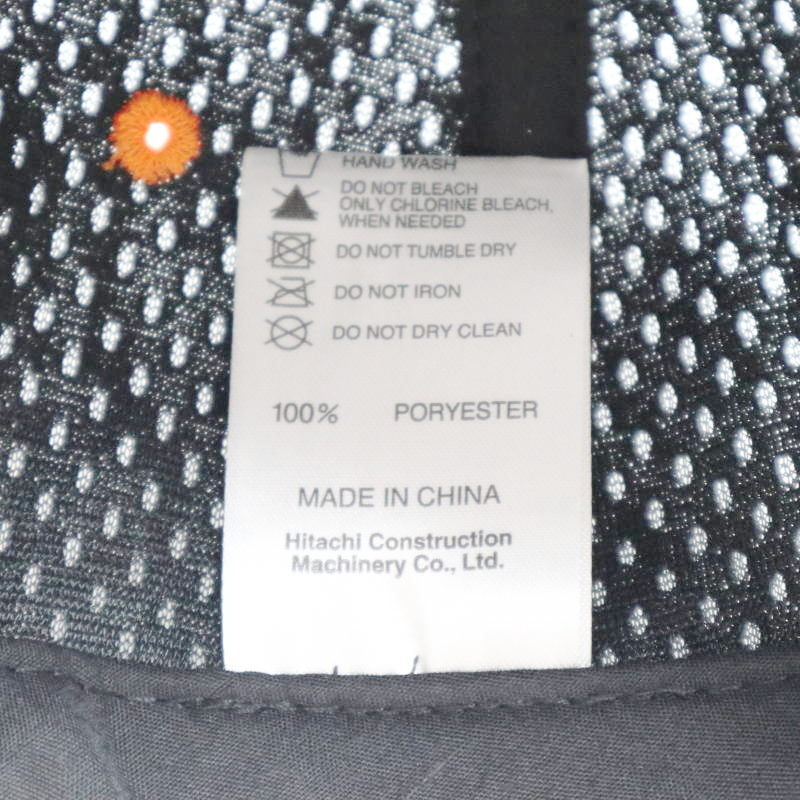 HAND WASH
DO NOT BLEACH
ONLY CHLORINE BLEACH,
WHEN NEEDED
DO NOT TUMBLE DRY
DO NOT IRON
DO NOT DRY CLEAN
100% PORYESTER
MADE IN CHINA
Hitachi Construction
Machinery Co., Ltd.